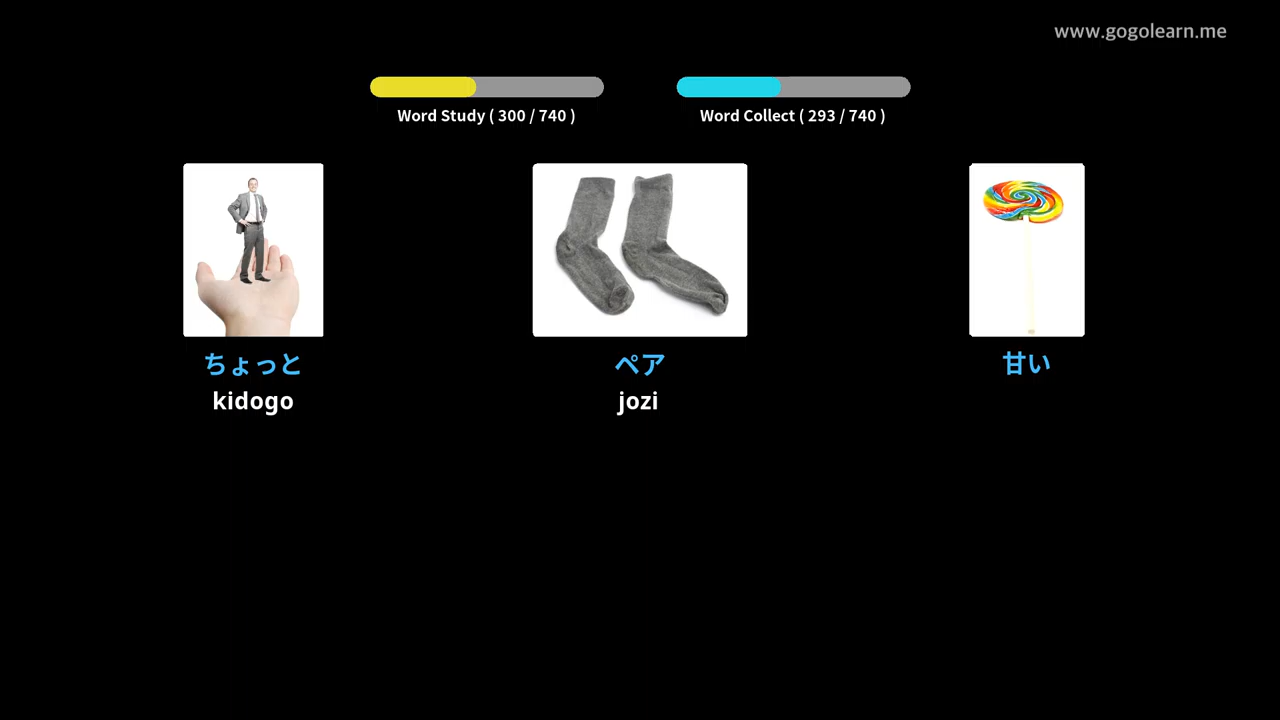 www.gogolearn.me
Word Study ( 300 / 740 )
Word Collect ( 293 / 740 )
ちょっと
kidogo
ペア
jozi
甘い